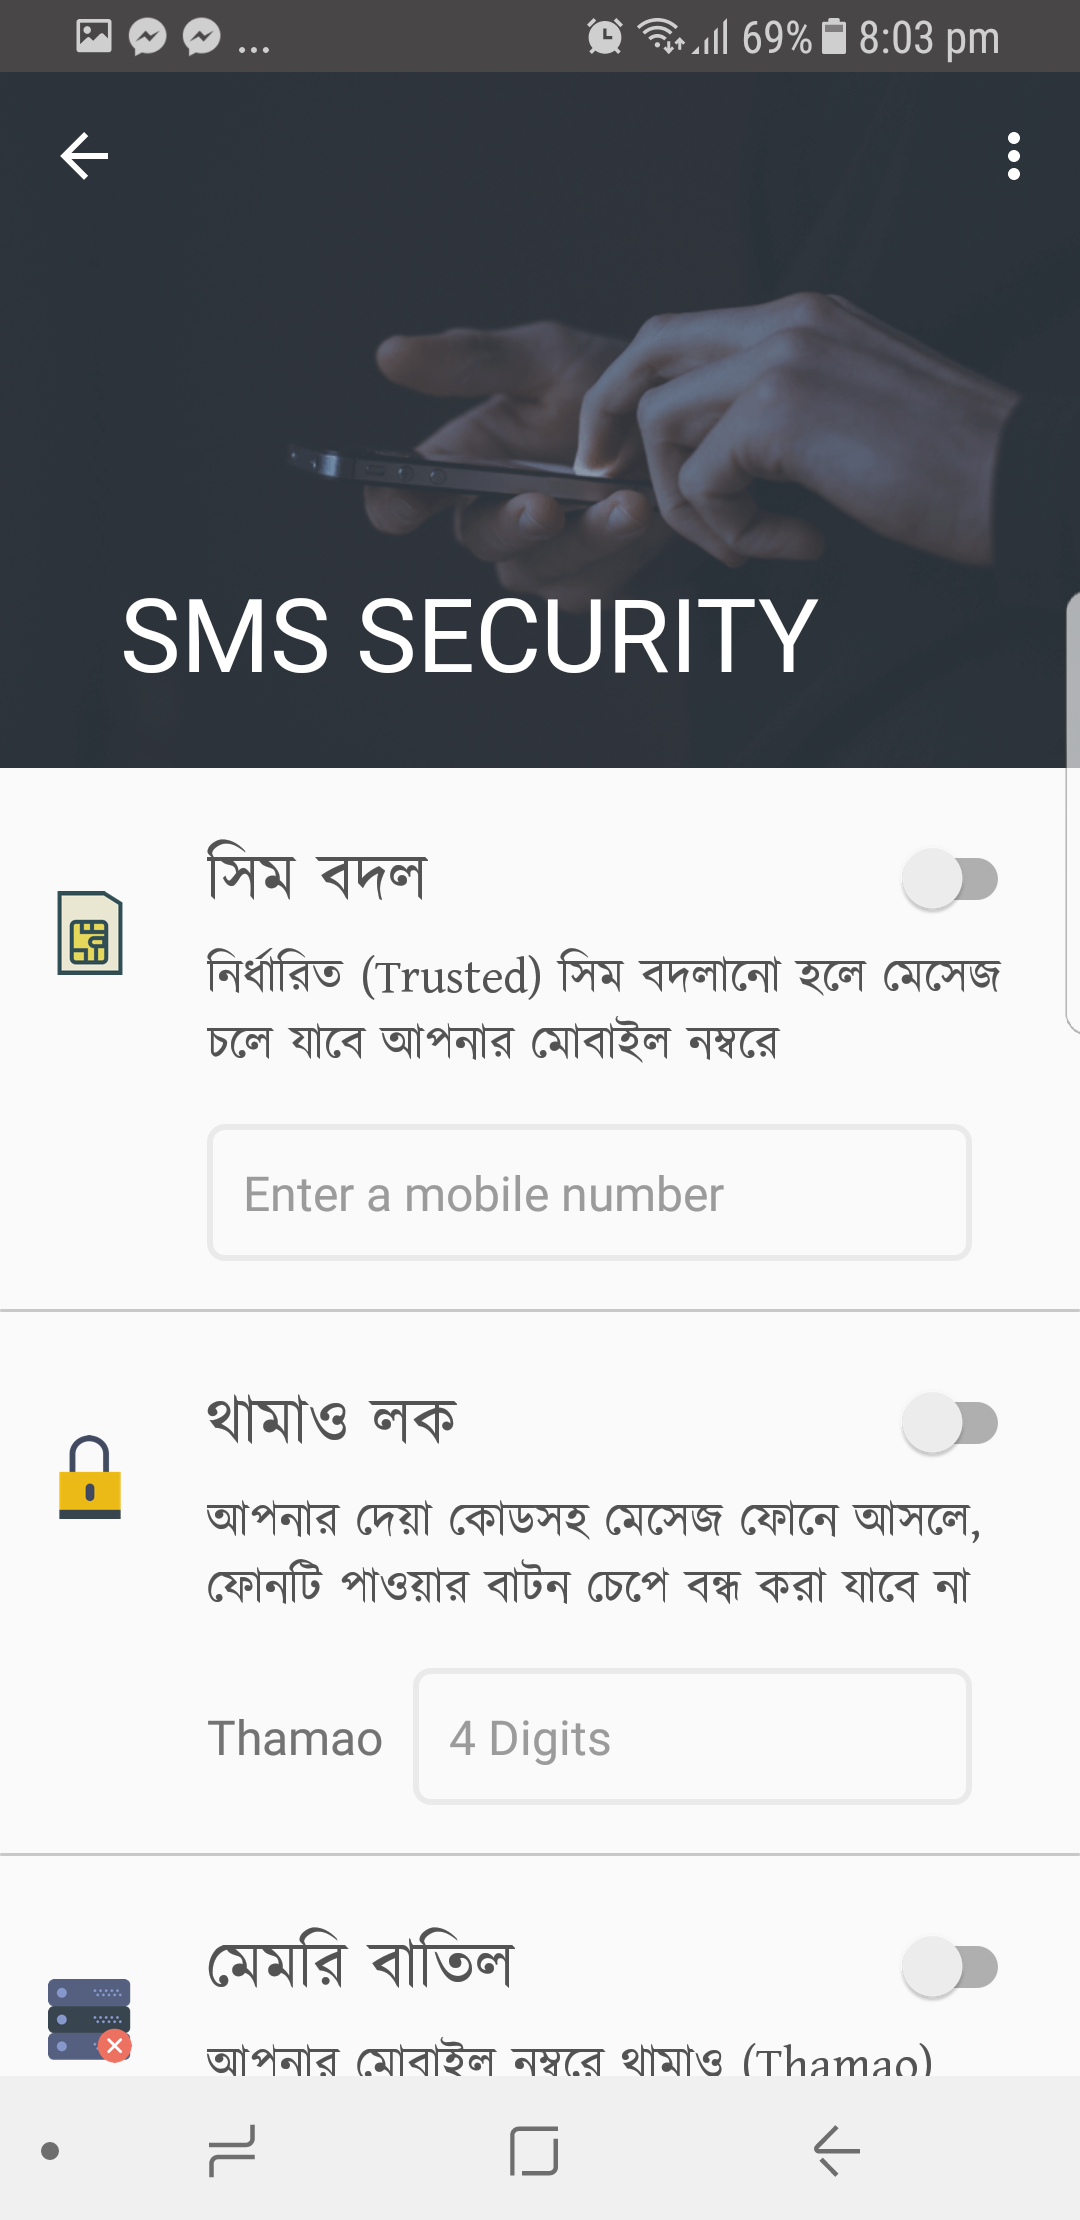 ... 69% 8:03 pm
SMS SECURITY
সিম বদল
নির্ধারিত (Trusted) সিম বদলানো হলে মেসেজ
চলে যাবে আপনার মোবাইল নম্বরে
Enter a mobile number
থামাও লক
আপনার দেয়া কোডসহ মেসেজ ফোনে আসলে,
ফোনটি পাওয়ার বাটন চেপে বন্ধ করা যাবে না
Thamao 4 Digits
মেমরি বাতিল
আপনার মোবাইল নম্বরে থামাও (Thamao)